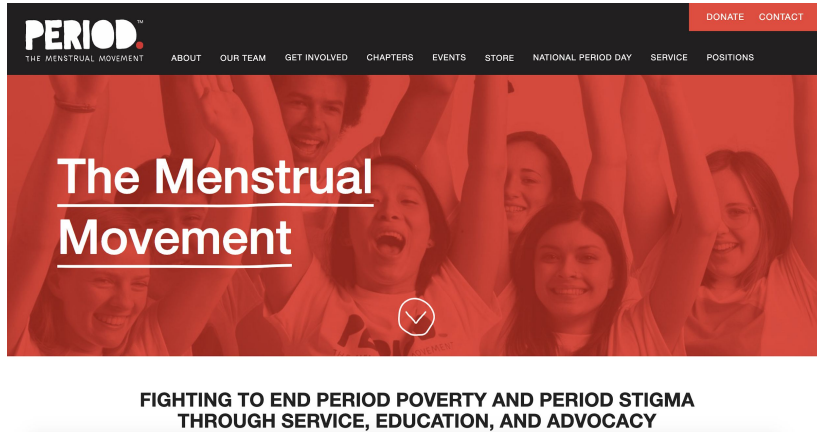 DONATE CONTACT
PERIOD.™
THE MENSTRUAL MOVEMENT
ABOUT OUR TEAM GET INVOLVED CHAPTERS EVENTS STORE NATIONAL PERIOD DAY SERVICE POSITIONS
The Menstrual
Movement
FIGHTING TO END PERIOD POVERTY AND PERIOD STIGMA
THROUGH SERVICE, EDUCATION, AND ADVOCACY